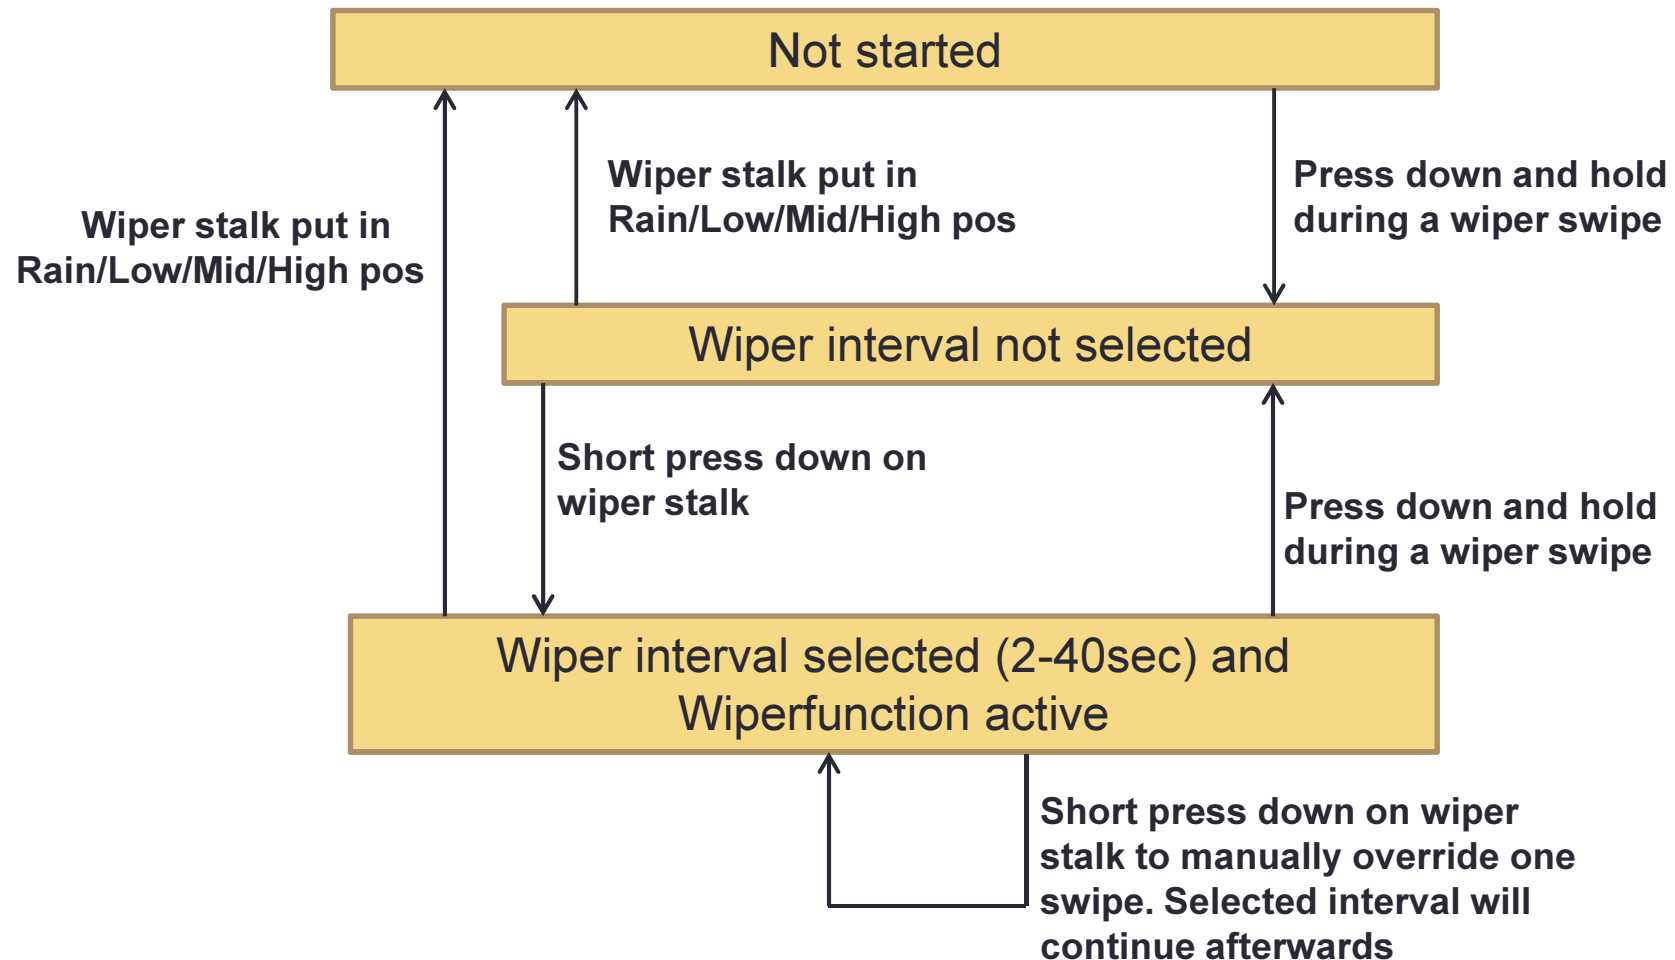 Not started
Wiper stalk put in
Rain/Low/Mid/High pos
Press down and hold
during a wiper swipe
Wiper stalk put in
Rain/Low/Mid/High pos
Wiper interval not selected
Short press down on
wiper stalk
Press down and hold
during a wiper swipe
Wiper interval selected (2-40sec) and
Wiperfunction active
Short press down on wiper
stalk to manually override one
swipe. Selected interval will
continue afterwards